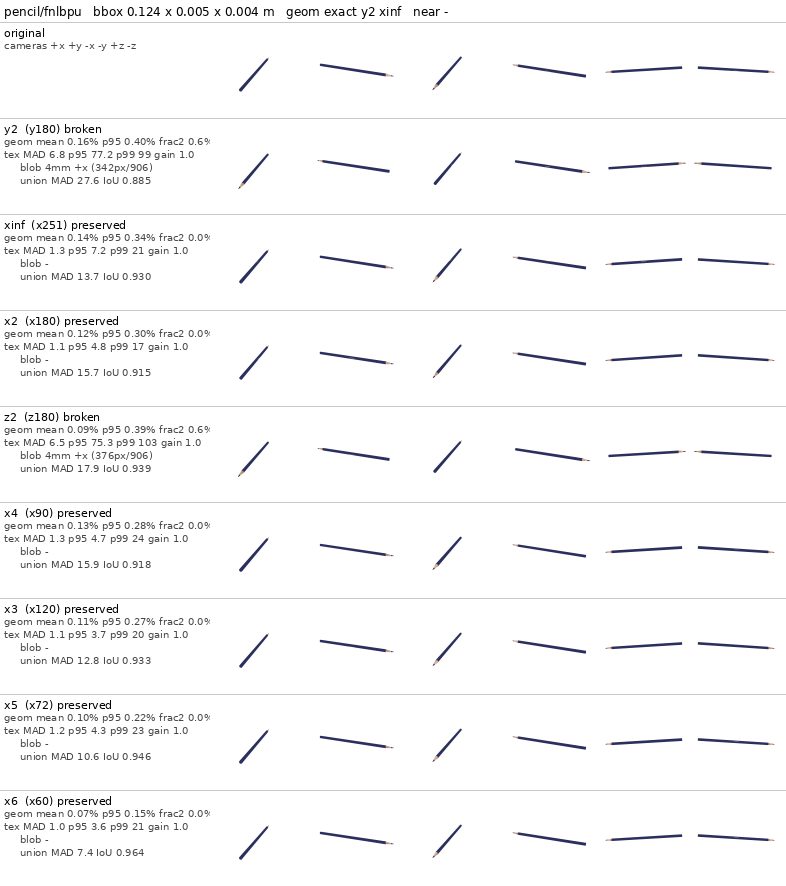 pencil/fnlbpu   bbox 0.124 x 0.005 x 0.004 m   geom exact y2 xinf   near -
original
cameras +x +y -x -y +z -z
y2  (y180) broken
geom mean 0.16% p95 0.40% frac2 0.6%
tex MAD 6.8 p95 77.2 p99 99 gain 1.0
blob 4mm +x (342px/906)
union MAD 27.6 IoU 0.885
xinf  (x251) preserved
geom mean 0.14% p95 0.34% frac2 0.0%
tex MAD 1.3 p95 7.2 p99 21 gain 1.0
blob -
union MAD 13.7 IoU 0.930
x2  (x180) preserved
geom mean 0.12% p95 0.30% frac2 0.0%
tex MAD 1.1 p95 4.8 p99 17 gain 1.0
blob -
union MAD 15.7 IoU 0.915
z2  (z180) broken
geom mean 0.09% p95 0.39% frac2 0.6%
tex MAD 6.5 p95 75.3 p99 103 gain 1.0
blob 4mm +x (376px/906)
union MAD 17.9 IoU 0.939
x4  (x90) preserved
geom mean 0.13% p95 0.28% frac2 0.0%
tex MAD 1.3 p95 4.7 p99 24 gain 1.0
blob -
union MAD 15.9 IoU 0.918
x3  (x120) preserved
geom mean 0.11% p95 0.27% frac2 0.0%
tex MAD 1.1 p95 3.7 p99 20 gain 1.0
blob -
union MAD 12.8 IoU 0.933
x5  (x72) preserved
geom mean 0.10% p95 0.22% frac2 0.0%
tex MAD 1.2 p95 4.3 p99 23 gain 1.0
blob -
union MAD 10.6 IoU 0.946
x6  (x60) preserved
geom mean 0.07% p95 0.15% frac2 0.0%
tex MAD 1.0 p95 3.6 p99 21 gain 1.0
blob -
union MAD 7.4 IoU 0.964